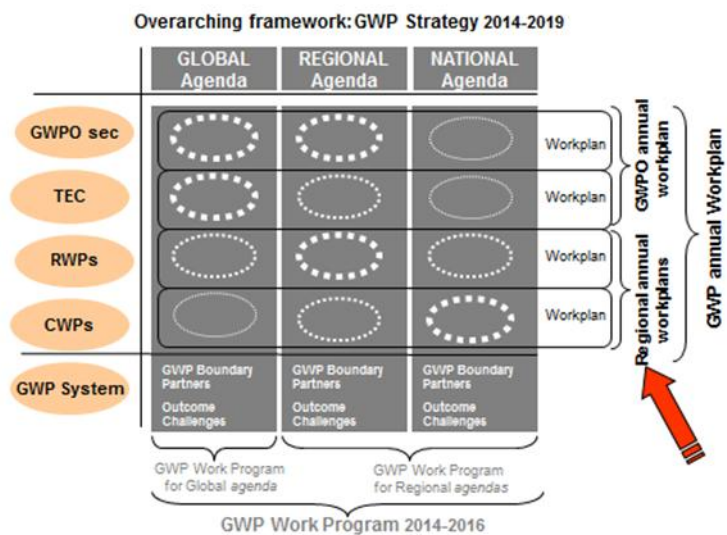 Overarching framework: GWP Strategy 2014-2019
GLOBAL
Agenda
REGIONAL
Agenda
NATIONAL
Agenda
GWPO sec
Workplan
TEC
Workplan
RWPs
Workplan
CWPs
Workplan
GWPO annual
workplan
Regional annual
workplans
GWP annual Workplan
GWP System
GWP Boundary
Partners
Outcome
Challenges
GWP Boundary
Partners
Outcome
Challenges
GWP Boundary
Partners
Outcome
Challenges
GWP Work Program
for Global agenda
GWP Work Program
for Regional agendas
GWP Work Program 2014-2016